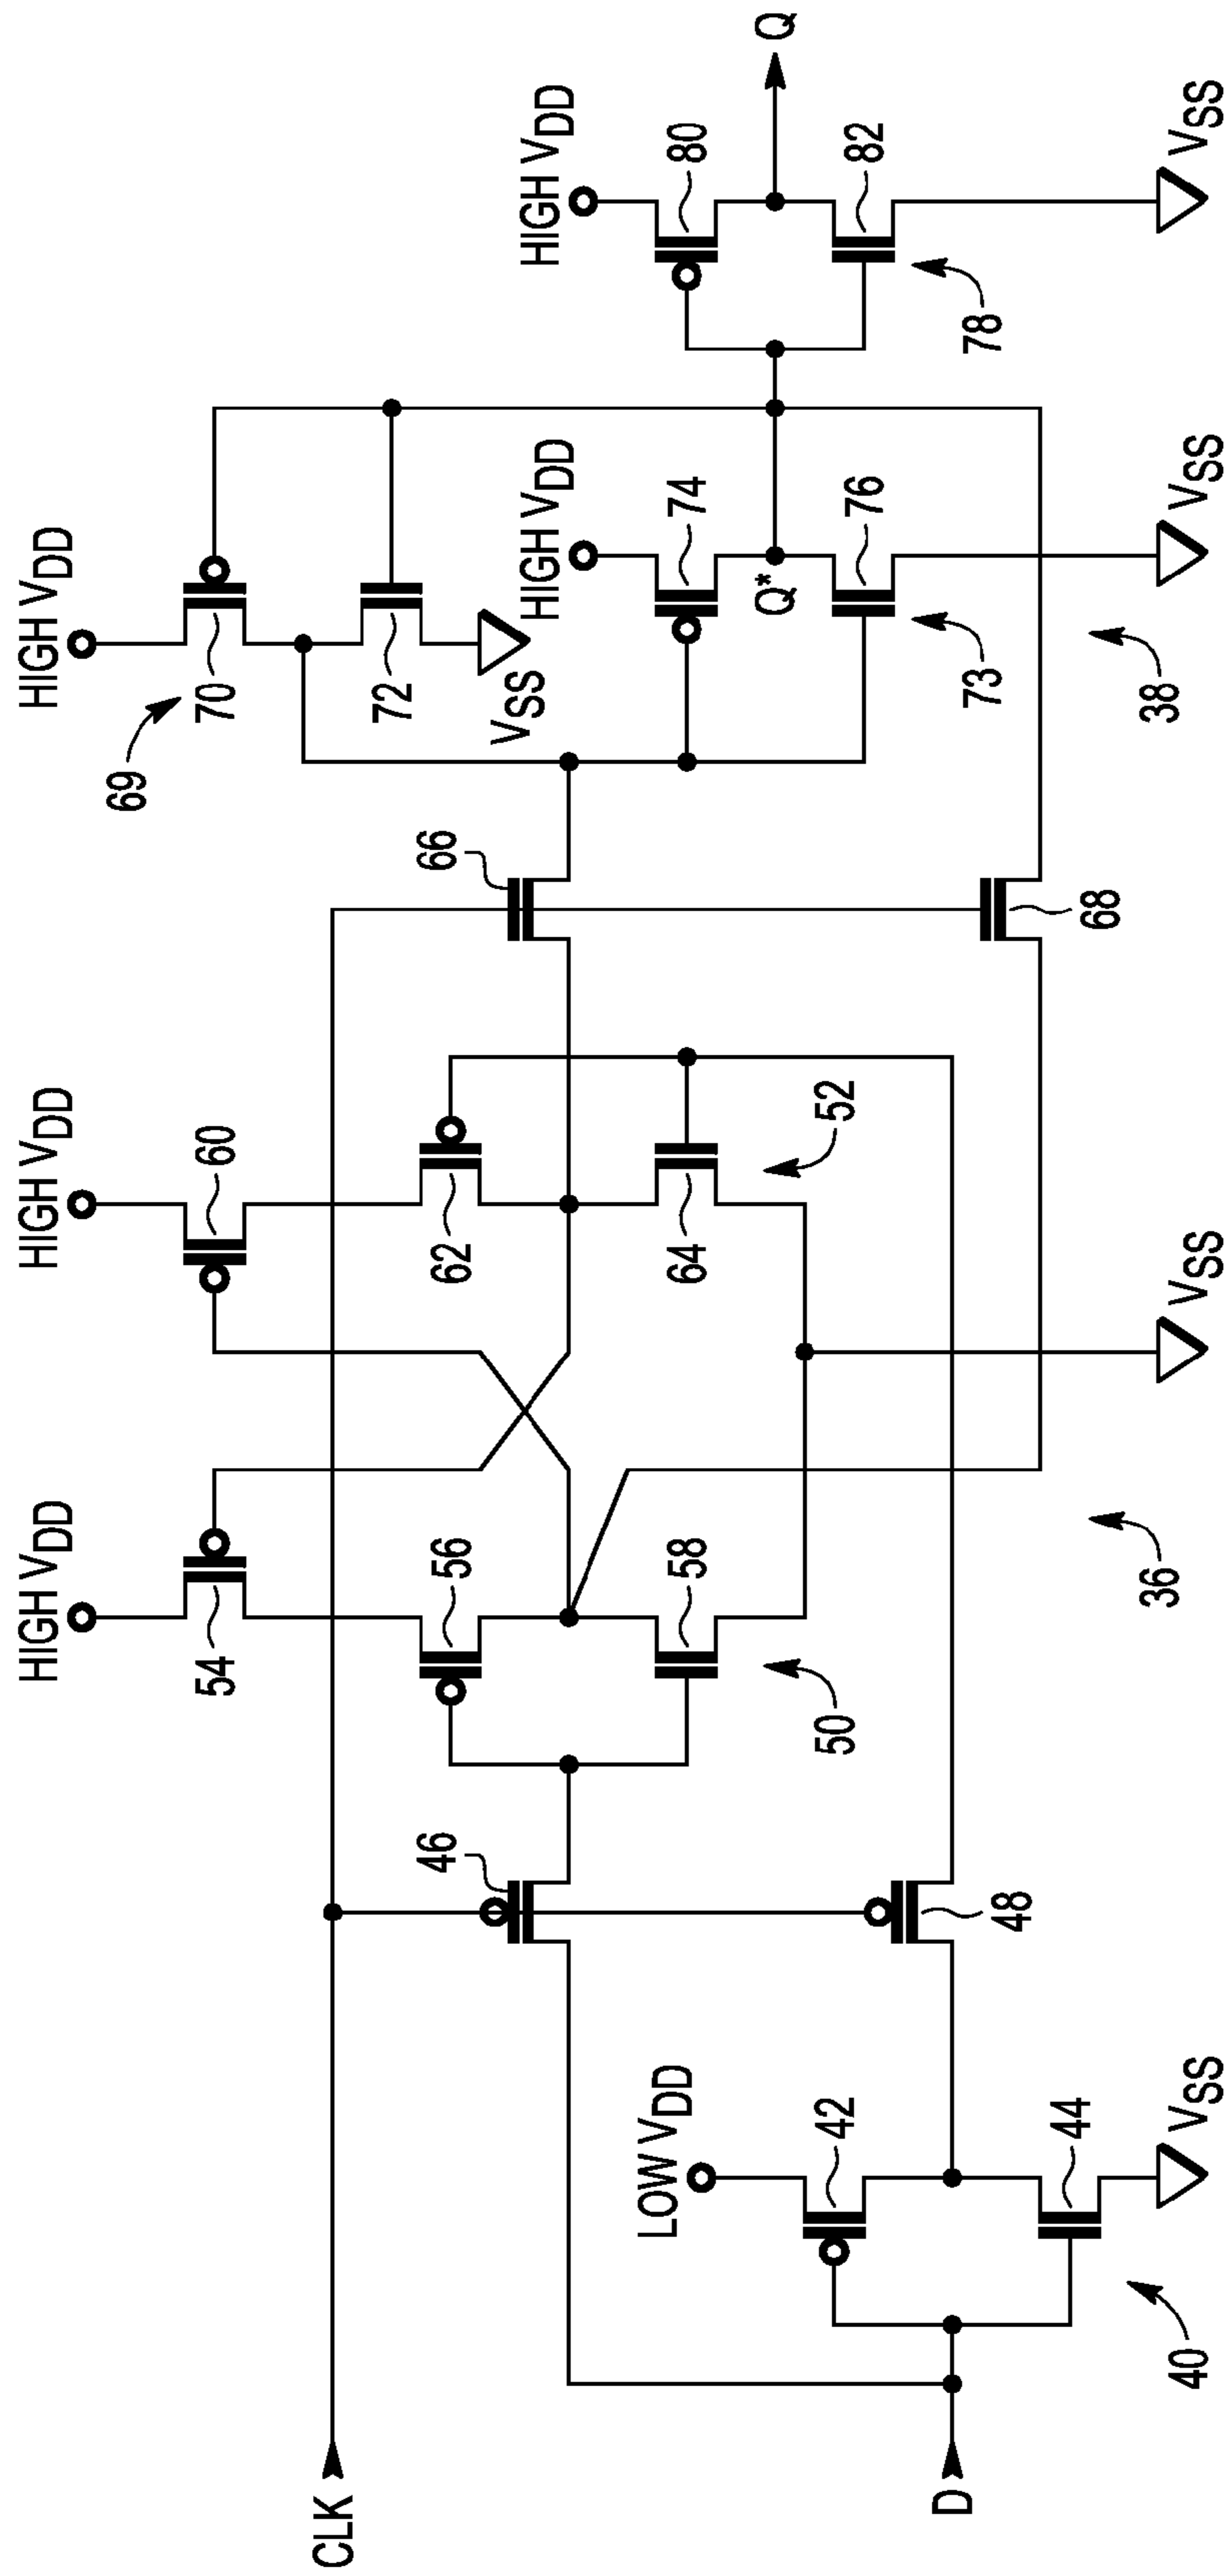 HIGH VDD
HIGH VDD
HIGH VDD
54
60
69
70
72
VSS
CLK
46
56
62
66
HIGH VDD
HIGH VDD
LOW VDD
58
64
74
80
Q*
Q
42
50
52
76
82
D
48
68
73
78
44
40
VSS
36
VSS
38
VSS
VSS